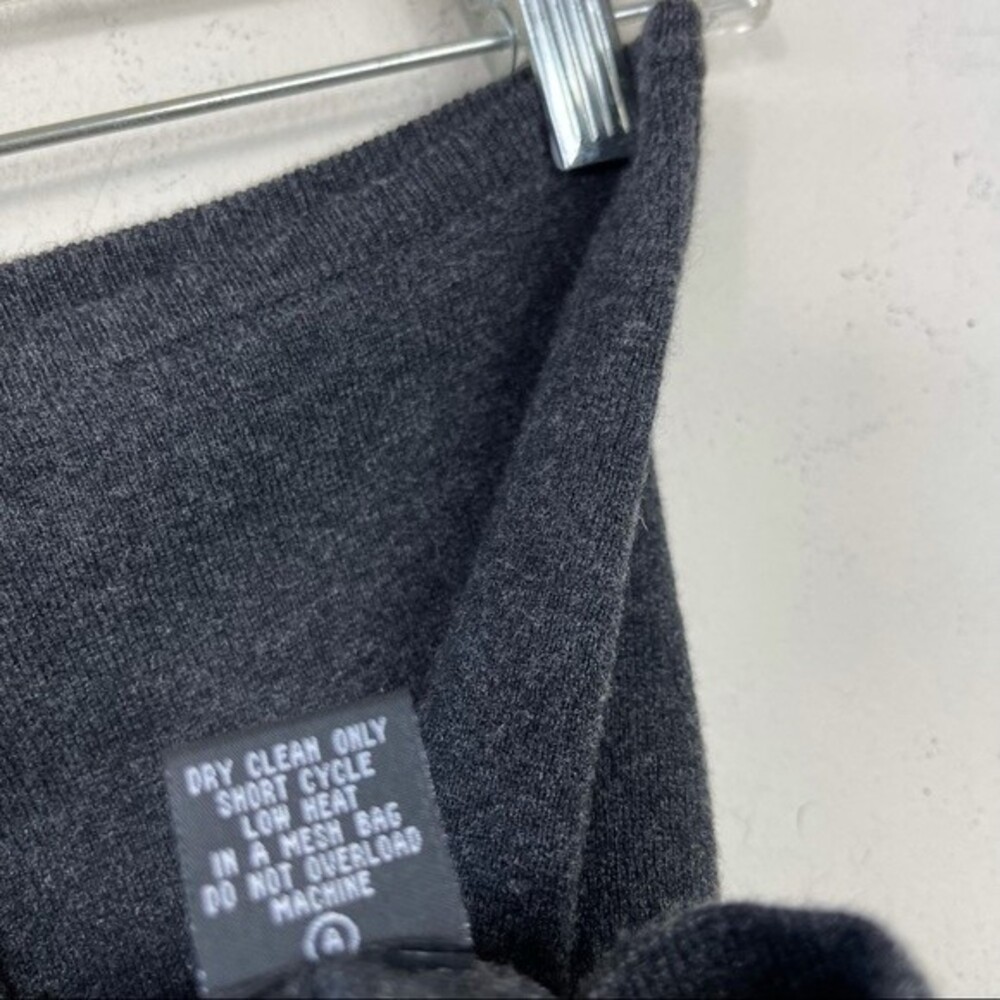 DRY CLEAN ONLY
SHORT CYCLE
LOW HEAT
IN A MESH BAG
DO NOT OVERLOAD
MACHINE
A